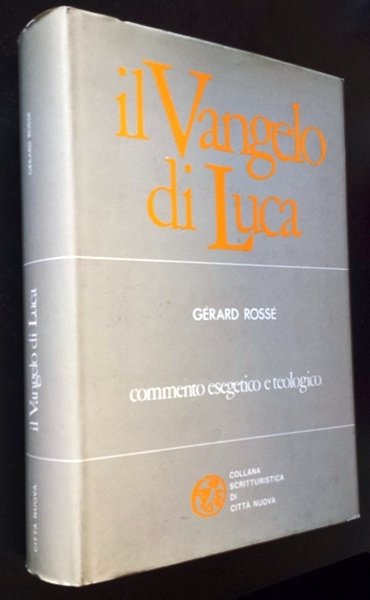 il Vangelo
di Luca
GÉRARD ROSSÉ
commento esegetico e teologico
COLLANA
SCRITTURISTICA
DI
CITTÀ NUOVA
GÉRARD ROSSÉ
il Vangelo di Luca
CITTÀ NUOVA